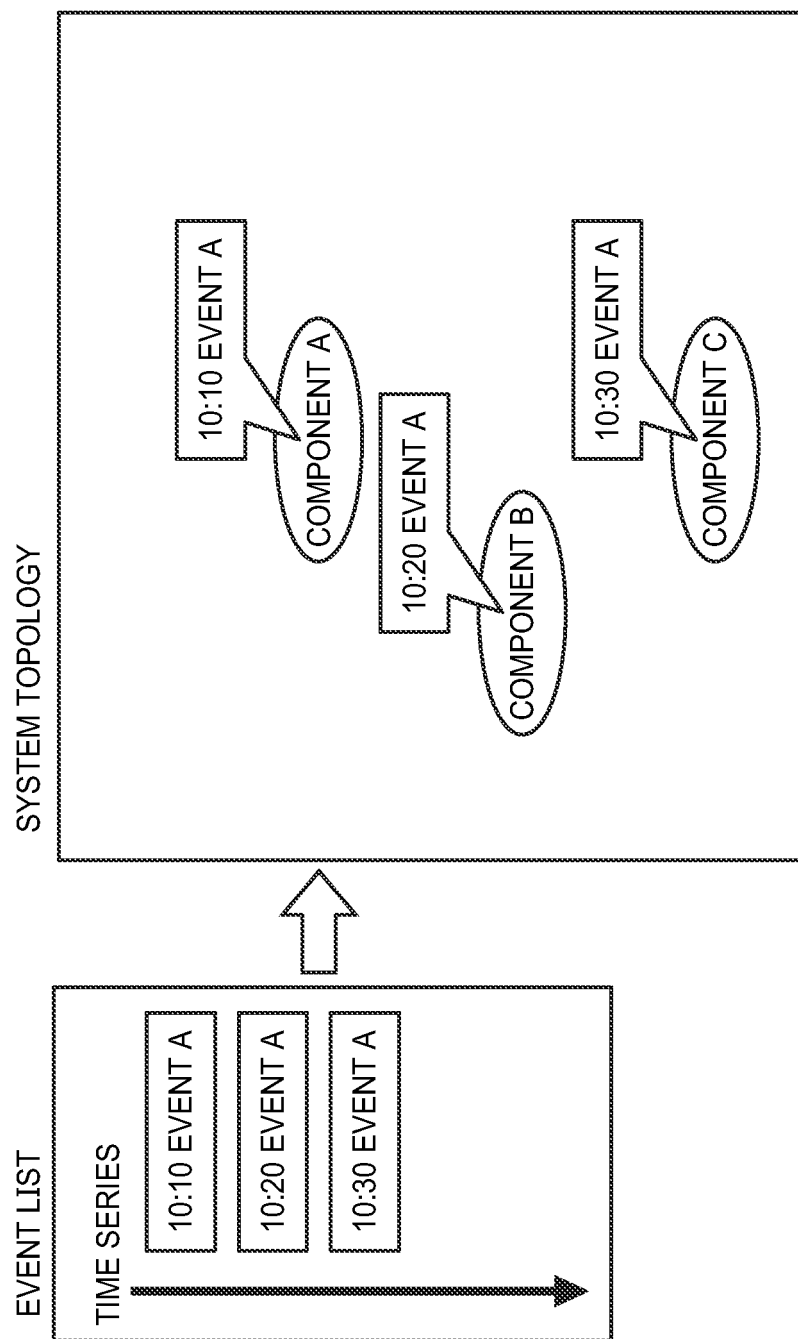 EVENT LIST
TIME SERIES
10:10 EVENT A
10:20 EVENT A
10:30 EVENT A
SYSTEM TOPOLOGY
10:10 EVENT A
COMPONENT A
10:20 EVENT A
COMPONENT B
10:30 EVENT A
COMPONENT C